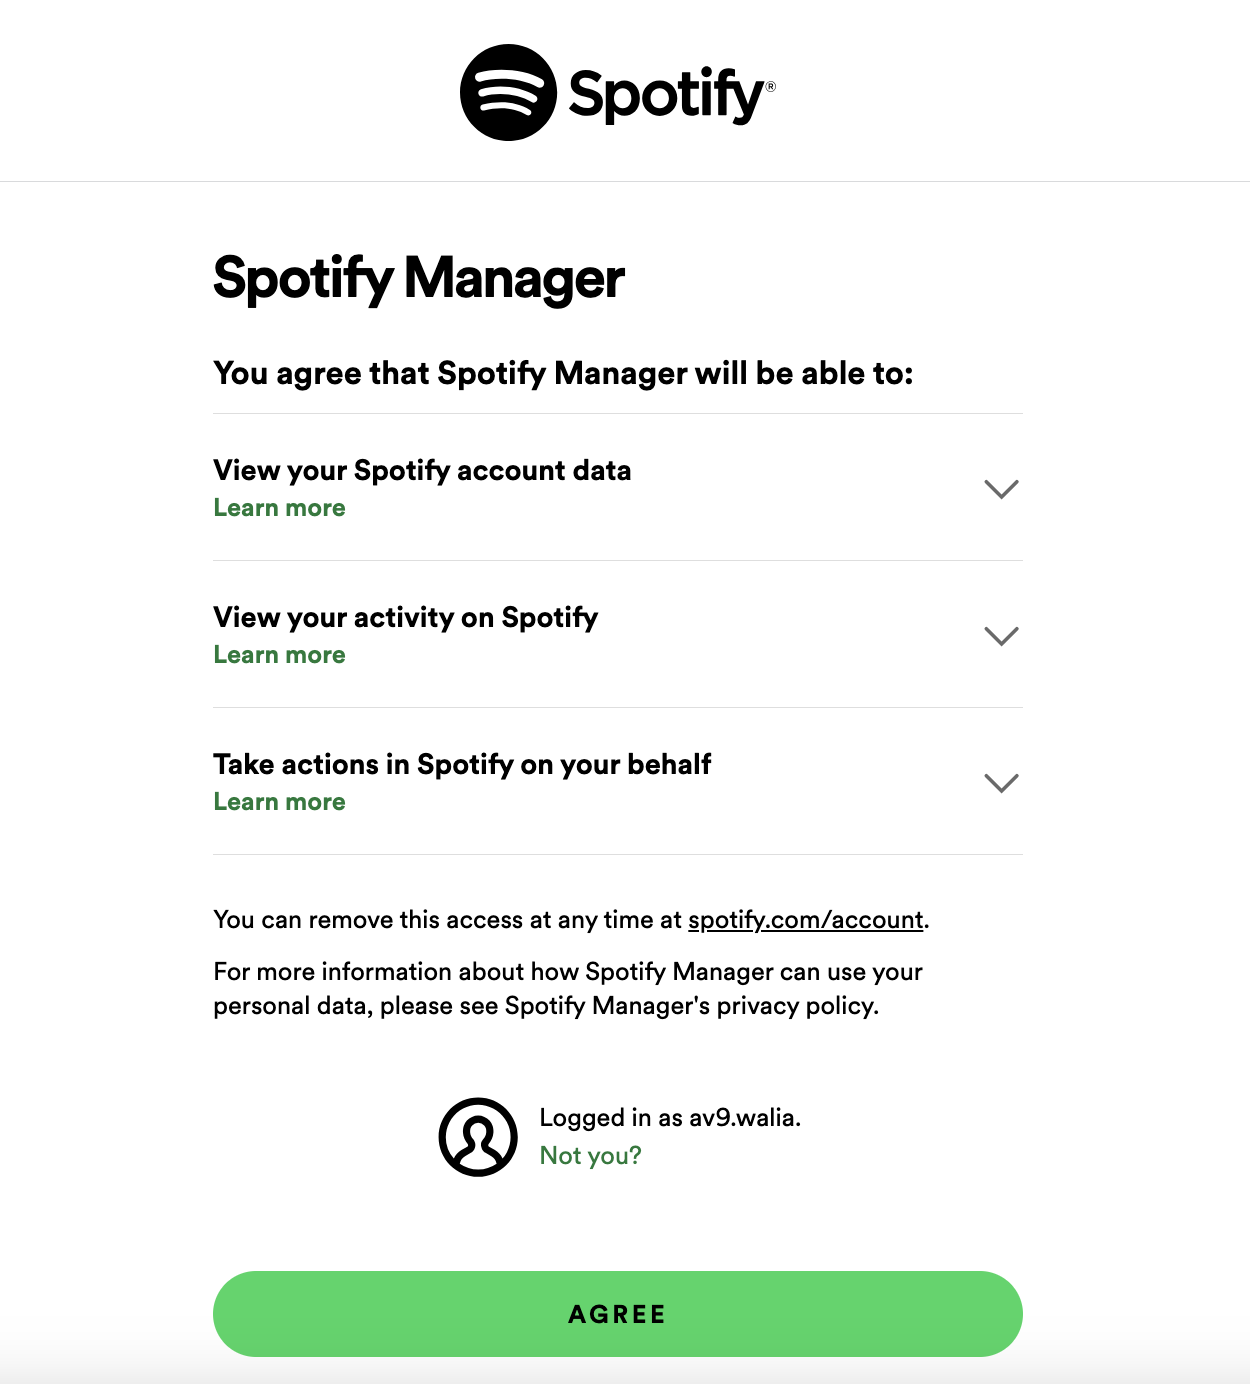 Spotify®
Spotify Manager
You agree that Spotify Manager will be able to:
View your Spotify account data
Learn more
View your activity on Spotify
Learn more
Take actions in Spotify on your behalf
Learn more
You can remove this access at any time at spotify.com/account.
For more information about how Spotify Manager can use your
personal data, please see Spotify Manager's privacy policy.
Logged in as av9.walia.
Not you?
AGREE